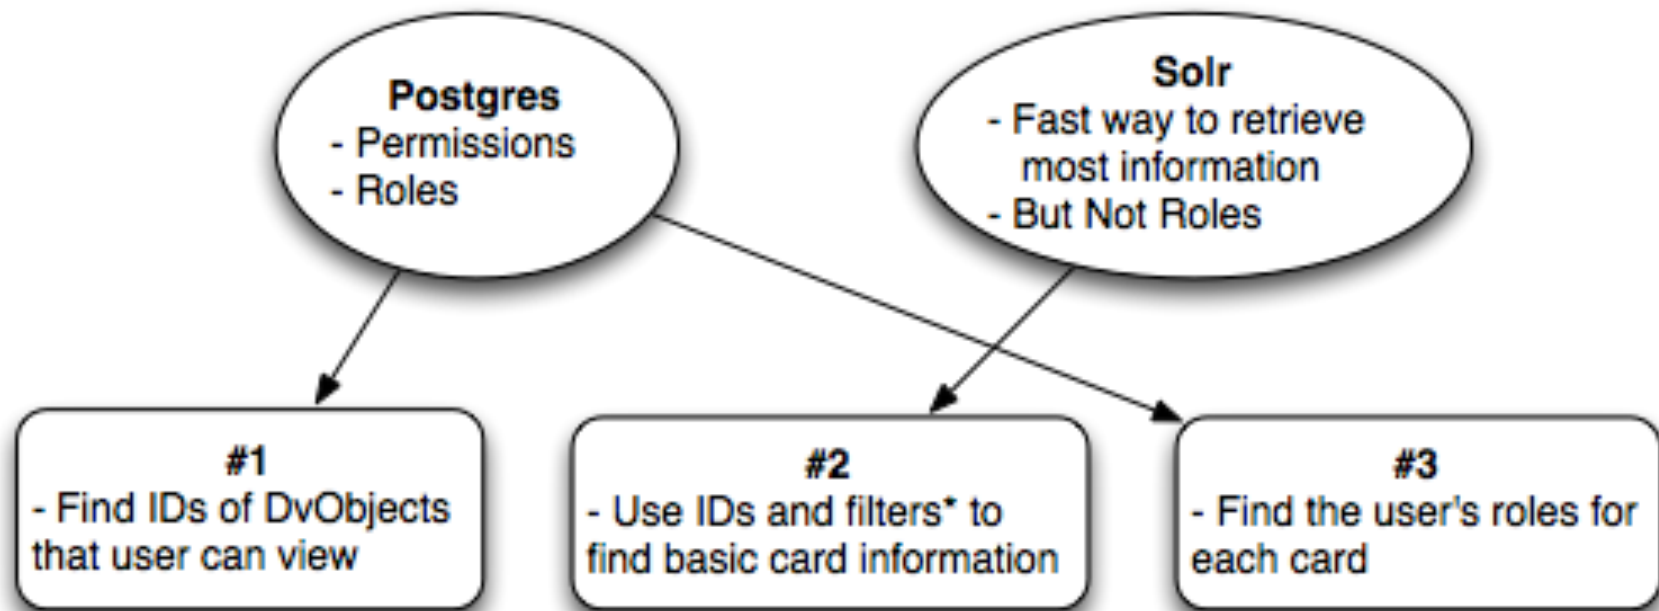 Postgres
- Permissions
- Roles
Solr
- Fast way to retrieve
most information
- But Not Roles
#1
- Find IDs of DvObjects
that user can view
#2
- Use IDs and filters* to
find basic card information
#3
- Find the user's roles for
each card